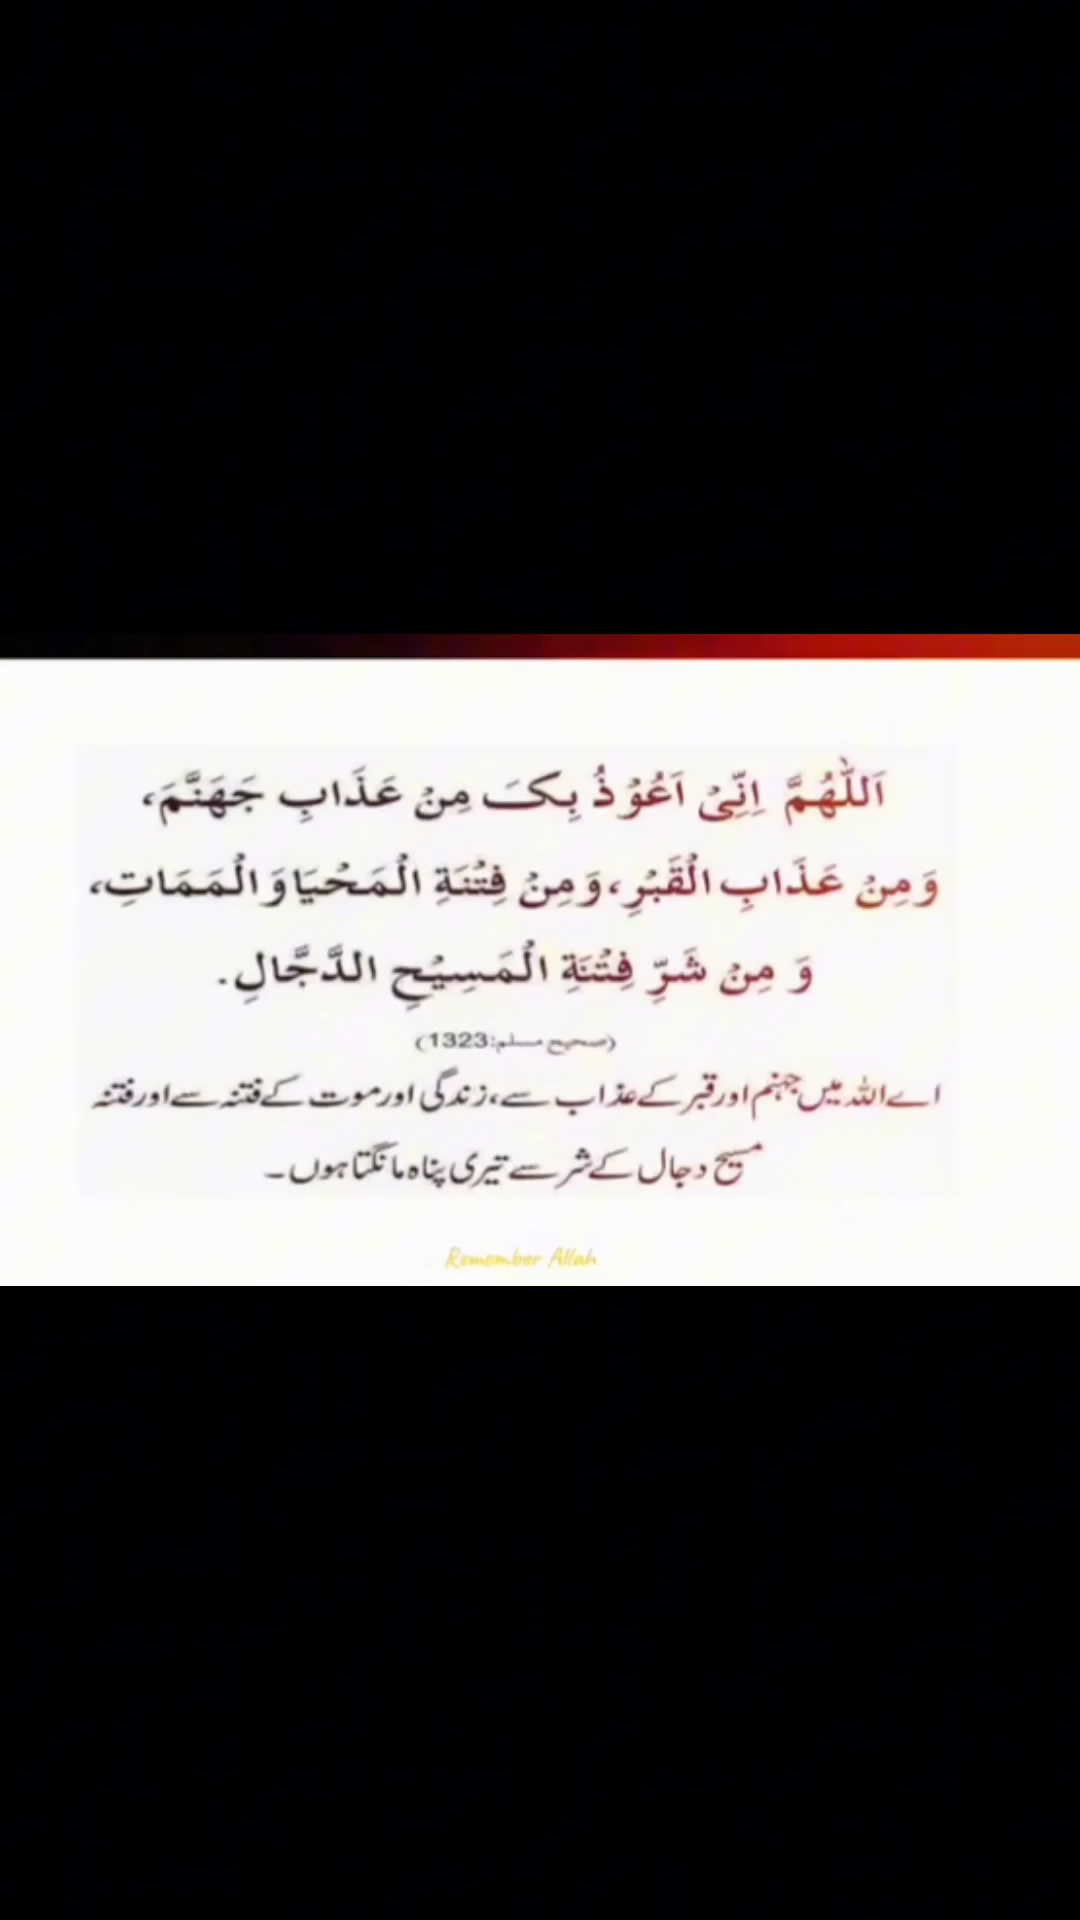 اَللّٰهُمَّ اِنِّىْ اَعُوْذُ بِكَ مِنْ عَذَابِ جَهَنَّمَ،
وَمِنْ عَذَابِ الْقَبْرِ، وَمِنْ فِتْنَةِ الْمَحْيَا وَالْمَمَاتِ،
وَ مِنْ شَرِّ فِتْنَةِ الْمَسِيْحِ الدَّجَّالِ.
(صحیح مسلم:1323)
اے اللہ میں جہنم اور قبر کے عذاب سے، زندگی اور موت کے فتنہ سے اور فتنہ
مسیح دجال کے شر سے تیری پناہ مانگتا ہوں ۔
Remember Allah